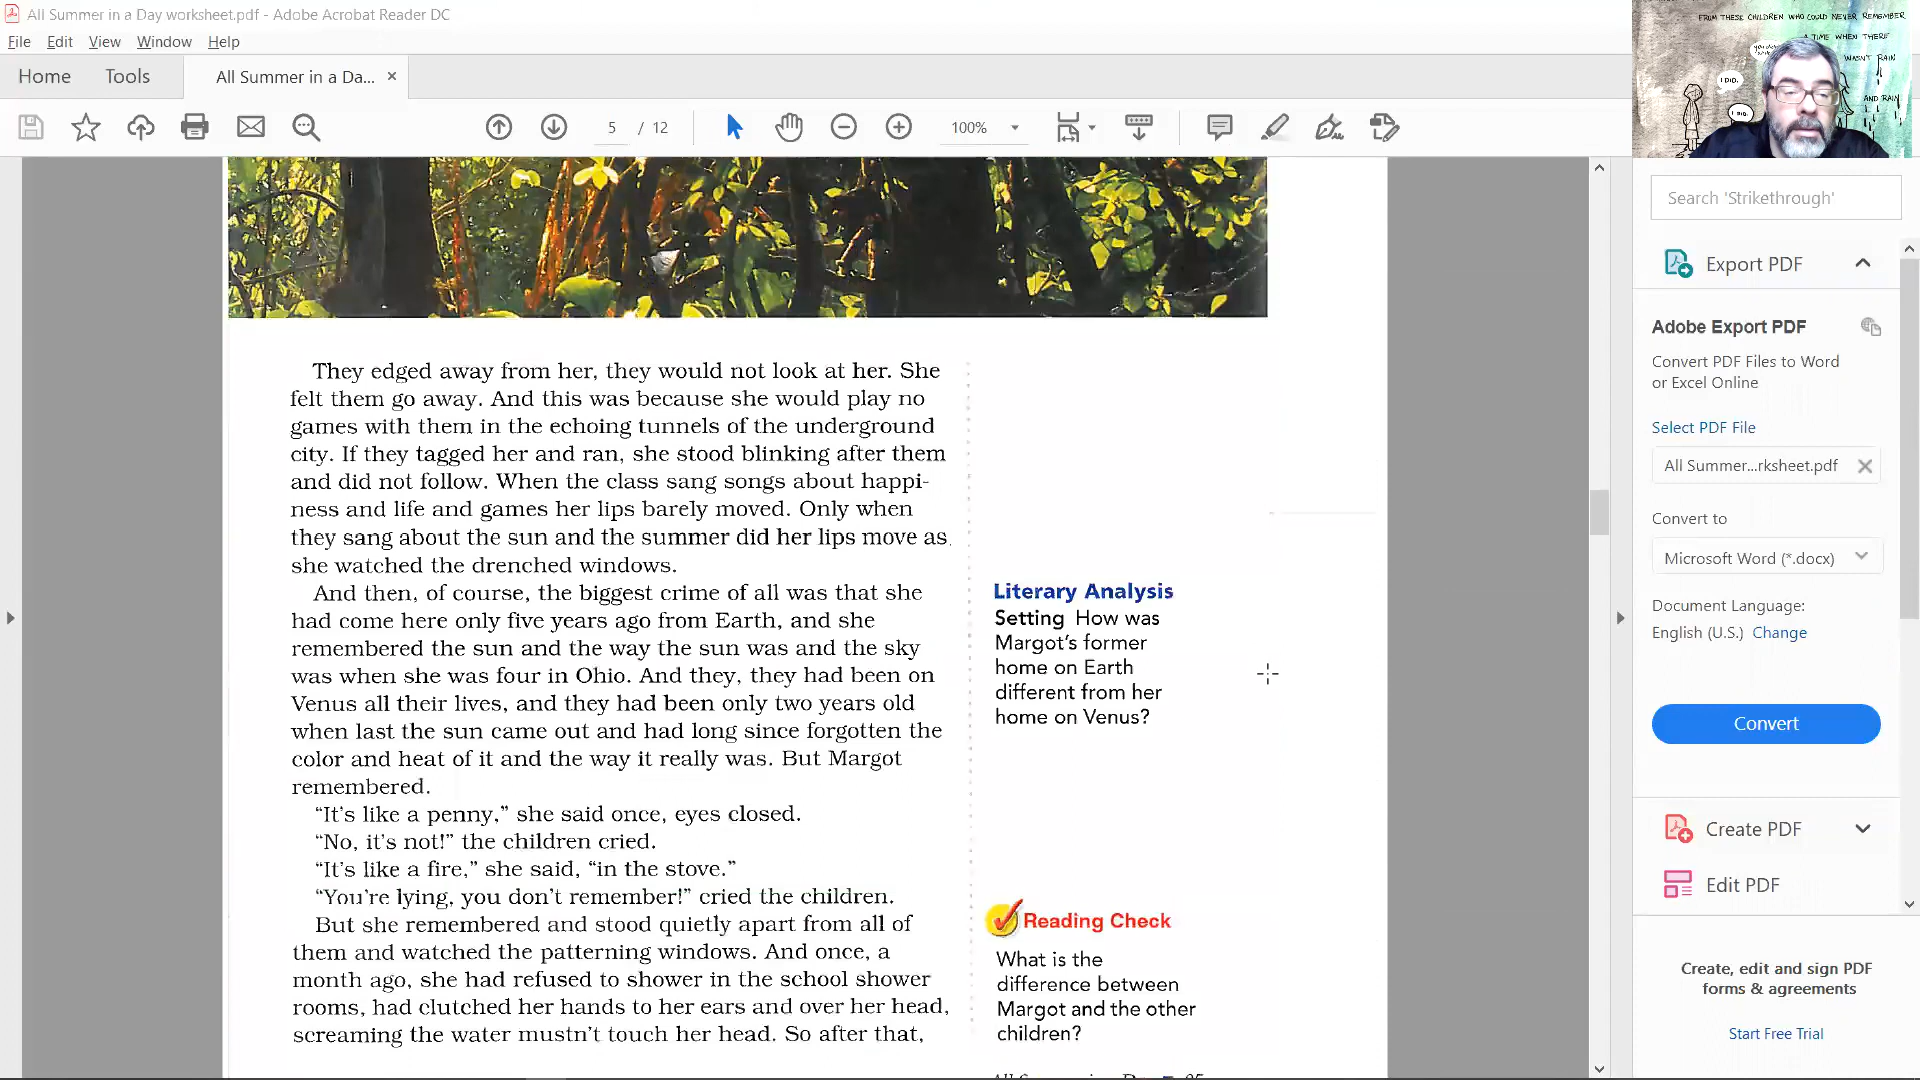 All Summer in a Day worksheet.pdf - Adobe Acrobat Reader DC
File Edit View Window Help
Home Tools All Summer in a Da... ×
5 / 12 100%
They edged away from her, they would not look at her. She
felt them go away. And this was because she would play no
games with them in the echoing tunnels of the underground
city. If they tagged her and ran, she stood blinking after them
and did not follow. When the class sang songs about happi-
ness and life and games her lips barely moved. Only when
they sang about the sun and the summer did her lips move as
she watched the drenched windows.
And then, of course, the biggest crime of all was that she
had come here only five years ago from Earth, and she
remembered the sun and the way the sun was and the sky
was when she was four in Ohio. And they, they had been on
Venus all their lives, and they had been only two years old
when last the sun came out and had long since forgotten the
color and heat of it and the way it really was. But Margot
remembered.
“It's like a penny,” she said once, eyes closed.
“No, it's not!” the children cried.
“It's like a fire,” she said, “in the stove.”
“You're lying, you don't remember!” cried the children.
But she remembered and stood quietly apart from all of
them and watched the patterning windows. And once, a
month ago, she had refused to shower in the school shower
rooms, had clutched her hands to her ears and over her head,
screaming the water mustn't touch her head. So after that,
Literary Analysis
Setting How was
Margot's former
home on Earth
different from her
home on Venus?
Reading Check
What is the
difference between
Margot and the other
children?
FROM THESE CHILDREN WHO COULD NEVER REMEMBER
A TIME WHEN THERE
WASN'T RAIN
AND RAIN
I DID.
I DID.
Search 'Strikethrough'
Export PDF
Adobe Export PDF
Convert PDF Files to Word
or Excel Online
Select PDF File
All Summer...rksheet.pdf
Convert to
Microsoft Word (*.docx)
Document Language:
English (U.S.) Change
Convert
Create PDF
Edit PDF
Create, edit and sign PDF
forms & agreements
Start Free Trial